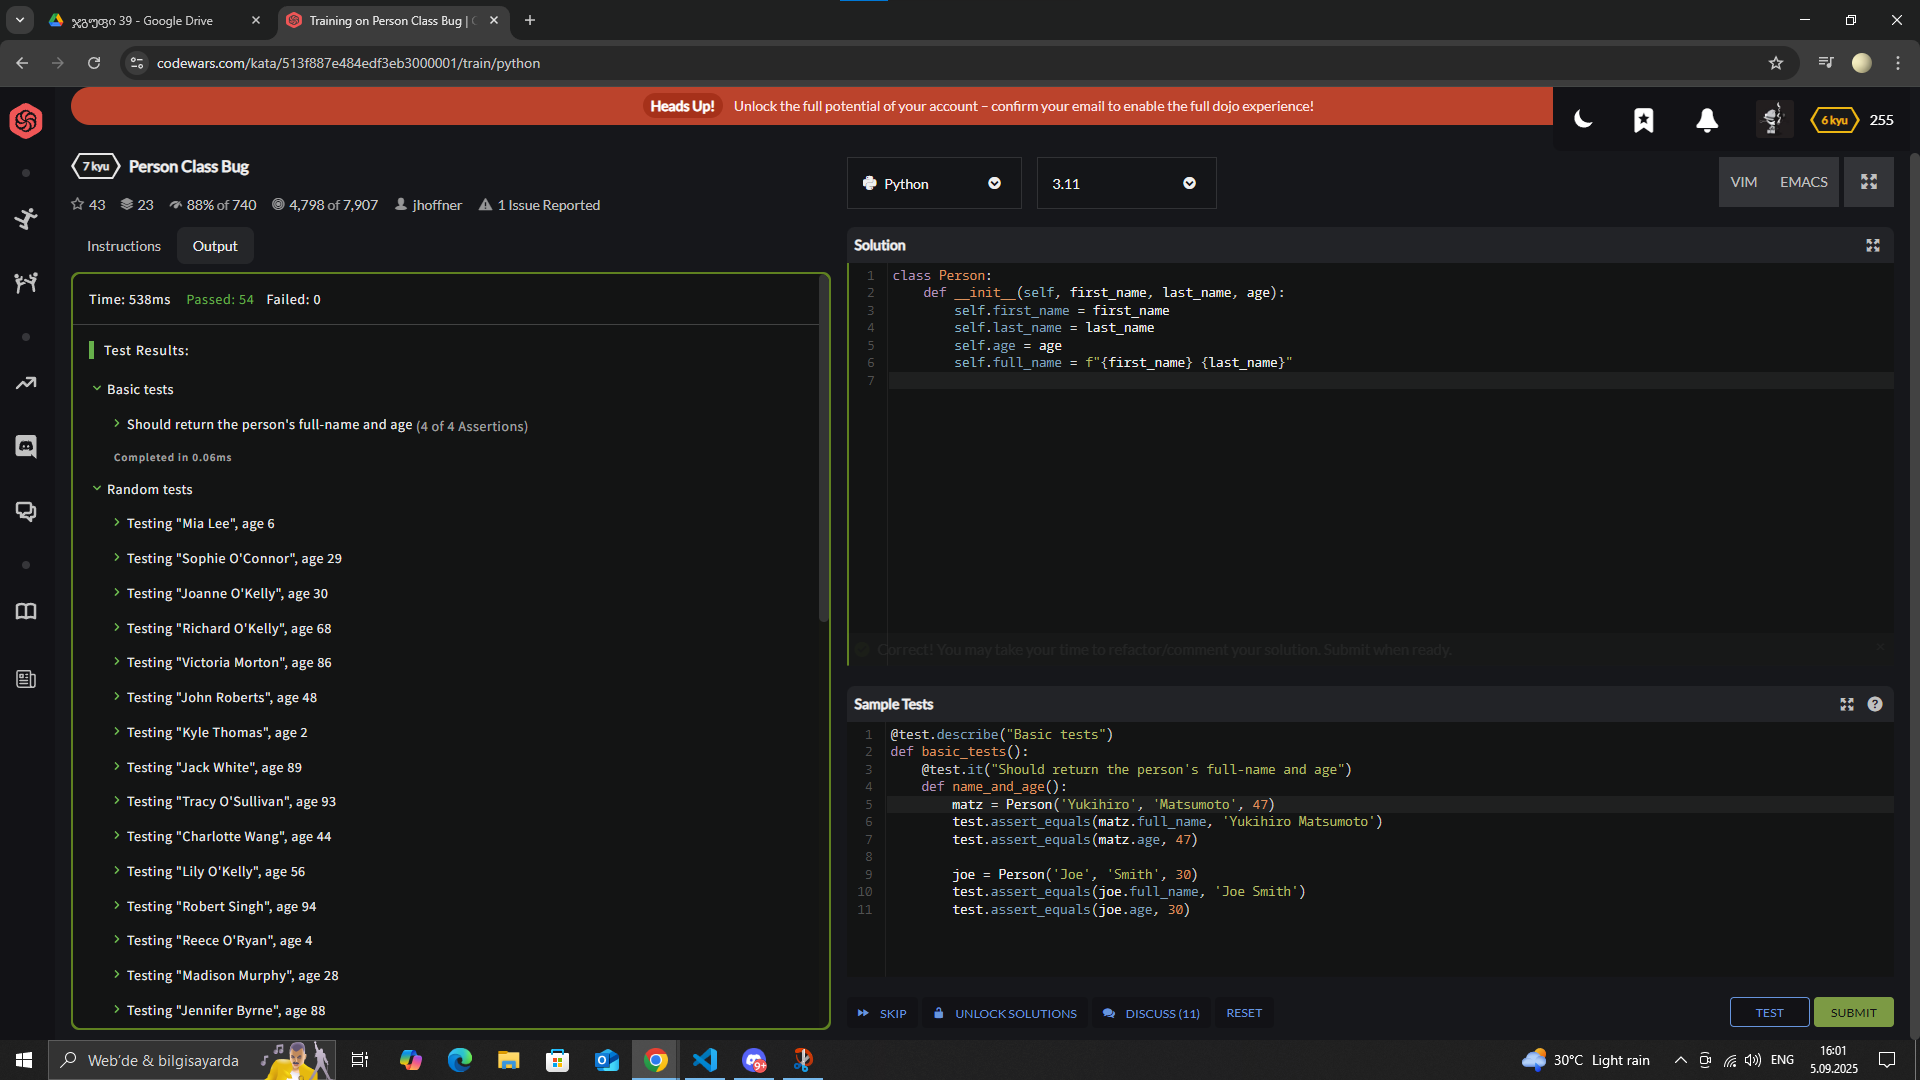 ჯგუფი 39 - Google Drive
Training on Person Class Bug | C
codewars.com/kata/513f887e484edf3eb3000001/train/python
Heads Up! Unlock the full potential of your account – confirm your email to enable the full dojo experience!
6 kyu 255
7 kyu Person Class Bug
43 23 88% of 740 4,798 of 7,907 jhoffner 1 Issue Reported
Instructions Output
Time: 538ms Passed: 54 Failed: 0
Test Results:
Basic tests
Should return the person's full-name and age (4 of 4 Assertions)
Completed in 0.06ms
Random tests
Testing "Mia Lee", age 6
Testing "Sophie O'Connor", age 29
Testing "Joanne O'Kelly", age 30
Testing "Richard O'Kelly", age 68
Testing "Victoria Morton", age 86
Testing "John Roberts", age 48
Testing "Kyle Thomas", age 2
Testing "Jack White", age 89
Testing "Tracy O'Sullivan", age 93
Testing "Charlotte Wang", age 44
Testing "Lily O'Kelly", age 56
Testing "Robert Singh", age 94
Testing "Reece O'Ryan", age 4
Testing "Madison Murphy", age 28
Testing "Jennifer Byrne", age 88
Python 3.11 VIM EMACS
Solution
1 class Person:
2 def __init__(self, first_name, last_name, age):
3 self.first_name = first_name
4 self.last_name = last_name
5 self.age = age
6 self.full_name = f"{first_name} {last_name}"
7
Correct! You may take your time to refactor/comment your solution. Submit when ready.
Sample Tests
1 @test.describe("Basic tests")
2 def basic_tests():
3 @test.it("Should return the person's full-name and age")
4 def name_and_age():
5 matz = Person('Yukihiro', 'Matsumoto', 47)
6 test.assert_equals(matz.full_name, 'Yukihiro Matsumoto')
7 test.assert_equals(matz.age, 47)
8
9 joe = Person('Joe', 'Smith', 30)
10 test.assert_equals(joe.full_name, 'Joe Smith')
11 test.assert_equals(joe.age, 30)
SKIP UNLOCK SOLUTIONS DISCUSS (11) RESET TEST SUBMIT
Web'de & bilgisayarda
9+
30°C Light rain
ENG
16:01
5.09.2025